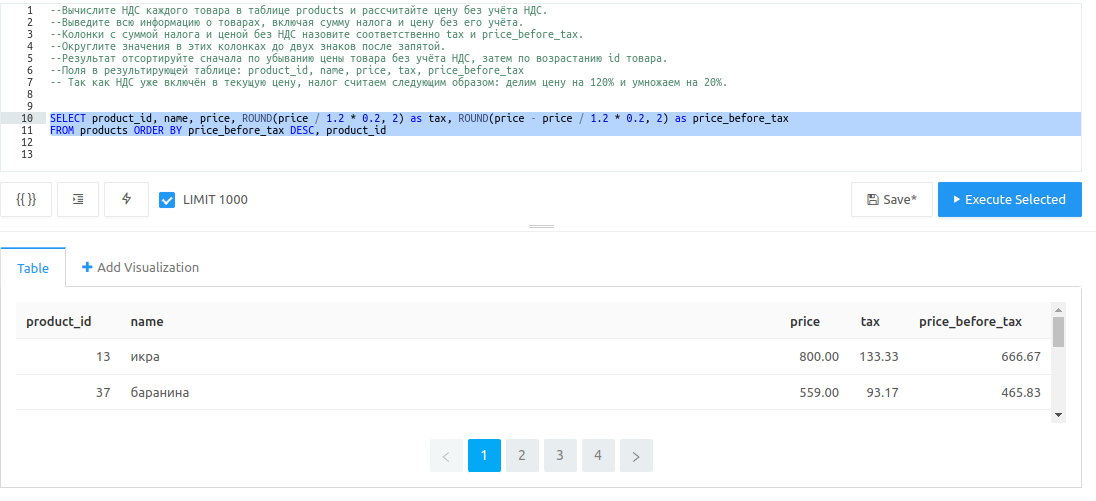 1 --Вычислите НДС каждого товара в таблице products и рассчитайте цену без учёта НДС.
2 --Выведите всю информацию о товарах, включая сумму налога и цену без его учёта.
3 --Колонки с суммой налога и ценой без НДС назовите соответственно tax и price_before_tax.
4 --Округлите значения в этих колонках до двух знаков после запятой.
5 --Результат отсортируйте сначала по убыванию цены товара без учёта НДС, затем по возрастанию id товара.
6 --Поля в результирующей таблице: product_id, name, price, tax, price_before_tax
7 -- Так как НДС уже включён в текущую цену, налог считаем следующим образом: делим цену на 120% и умножаем на 20%.
8
9
10 SELECT product_id, name, price, ROUND(price / 1.2 * 0.2, 2) as tax, ROUND(price - price / 1.2 * 0.2, 2) as price_before_tax
11 FROM products ORDER BY price_before_tax DESC, product_id
12
13
{{ }} LIMIT 1000 Save* Execute Selected
Table + Add Visualization
product_id name price tax price_before_tax
13 икра 800.00 133.33 666.67
37 баранина 559.00 93.17 465.83
< 1 2 3 4 >